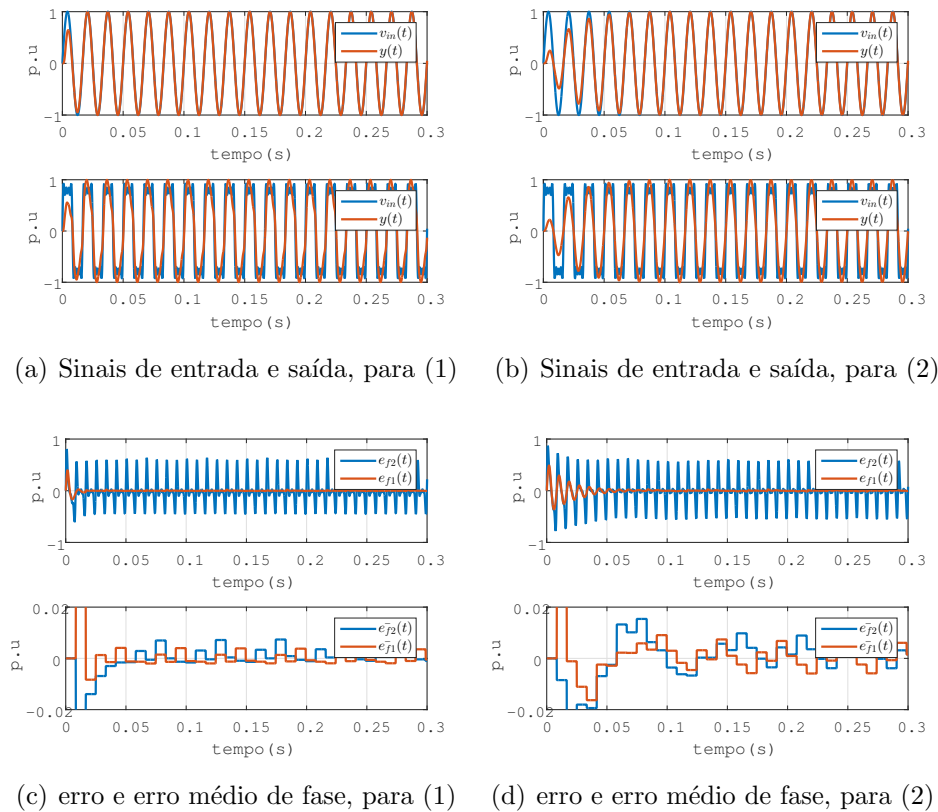 p.u
1
0
-1
0 0.05 0.1 0.15 0.2 0.25 0.3
tempo(s)
v_in(t)
y(t)
p.u
1
0
-1
0 0.05 0.1 0.15 0.2 0.25 0.3
tempo(s)
v_in(t)
y(t)
(a) Sinais de entrada e saída, para (1)
p.u
1
0
-1
0 0.05 0.1 0.15 0.2 0.25 0.3
tempo(s)
v_in(t)
y(t)
p.u
1
0
-1
0 0.05 0.1 0.15 0.2 0.25 0.3
tempo(s)
v_in(t)
y(t)
(b) Sinais de entrada e saída, para (2)
p.u
1
0
-1
0 0.05 0.1 0.15 0.2 0.25 0.3
tempo(s)
e_f2(t)
e_f1(t)
p.u
0.02
0
-0.02
0 0.05 0.1 0.15 0.2 0.25 0.3
tempo(s)
ē_f2(t)
ē_f1(t)
(c) erro e erro médio de fase, para (1)
p.u
1
0
-1
0 0.05 0.1 0.15 0.2 0.25 0.3
tempo(s)
e_f2(t)
e_f1(t)
p.u
0.02
0
-0.02
0 0.05 0.1 0.15 0.2 0.25 0.3
tempo(s)
ē_f2(t)
ē_f1(t)
(d) erro e erro médio de fase, para (2)